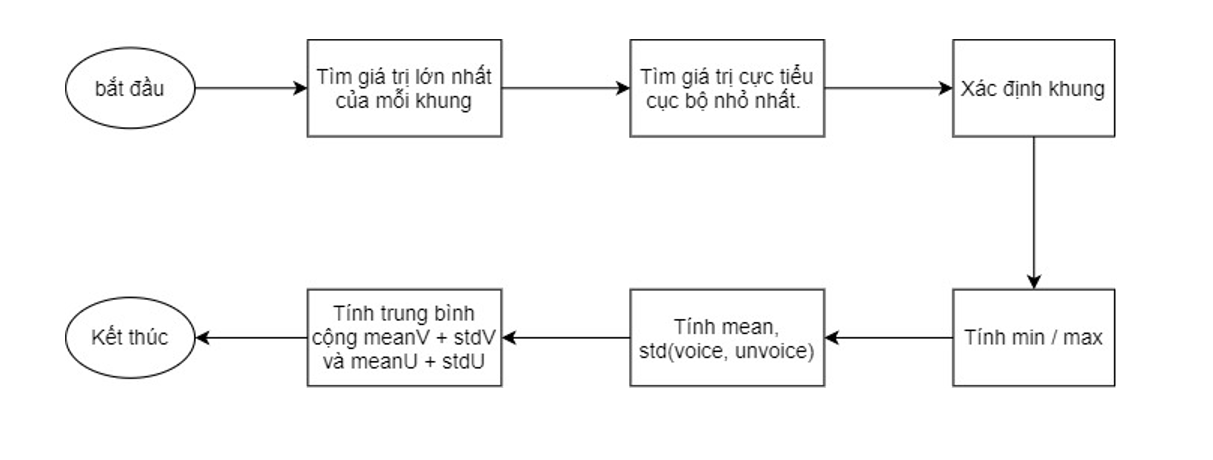 bắt đầu
Tìm giá trị lớn nhất
của mỗi khung
Tìm giá trị cực tiểu
cục bộ nhỏ nhất.
Xác định khung
Tính min / max
Tính mean,
std(voice, unvoice)
Tính trung bình
cộng meanV + stdV
và meanU + stdU
Kết thúc